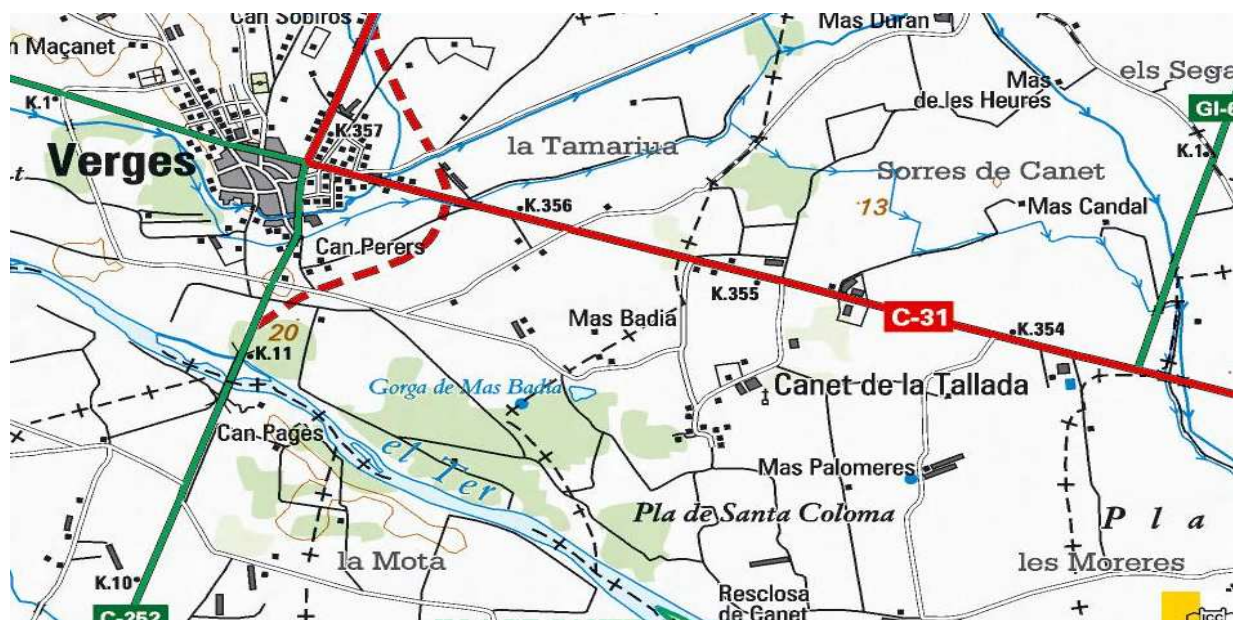 Can Sobirós
Mas Duran
n Maçanet
Mas
de les Heures
els Sega
K.1
GI-6
K.357
K.1
Verges
la Tamariua
Sorres de Canet
Mas Candal
13
K.356
Can Perers
K.355
C-31
K.354
Mas Badiá
20
K.11
Gorga de Mas Badia
Canet de la Tallada
Can Pagès
el Ter
Mas Palomeres
Pla de Santa Coloma
Pla
la Mota
les Moreres
K.10
C-252
Resclosa
de Canet
ICC